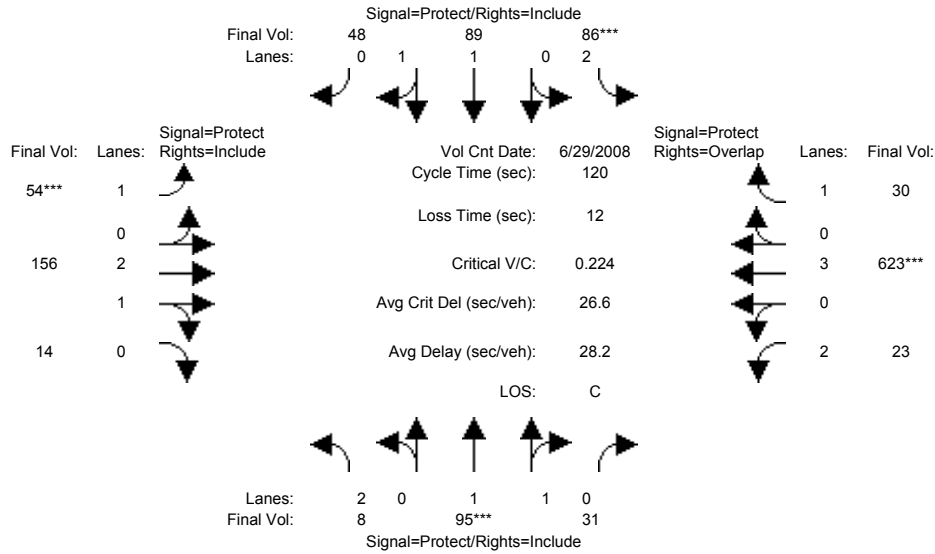 Signal=Protect/Rights=Include
Final Vol: 48 89 86***
Lanes: 0 1 1 0 2
Signal=Protect Signal=Protect
Final Vol: Lanes: Rights=Include Vol Cnt Date: 6/29/2008 Rights=Overlap Lanes: Final Vol:
Cycle Time (sec): 120
54*** 1 1 30
Loss Time (sec): 12
0 0
156 2 Critical V/C: 0.224 3 623***
1 Avg Crit Del (sec/veh): 26.6 0
14 0 Avg Delay (sec/veh): 28.2 2 23
LOS: C
Lanes: 2 0 1 1 0
Final Vol: 8 95*** 31
Signal=Protect/Rights=Include